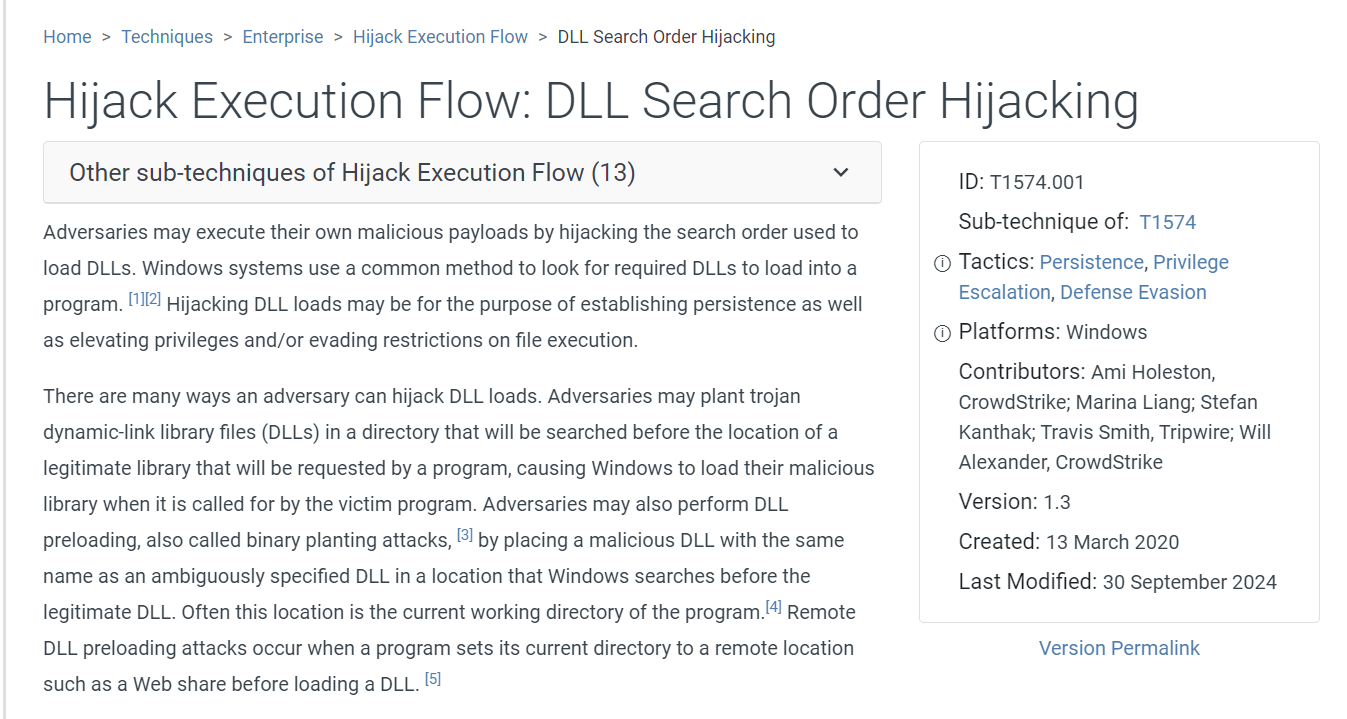 Home > Techniques > Enterprise > Hijack Execution Flow > DLL Search Order Hijacking
Hijack Execution Flow: DLL Search Order Hijacking
Other sub-techniques of Hijack Execution Flow (13)
Adversaries may execute their own malicious payloads by hijacking the search order used to
load DLLs. Windows systems use a common method to look for required DLLs to load into a
program. [1][2] Hijacking DLL loads may be for the purpose of establishing persistence as well
as elevating privileges and/or evading restrictions on file execution.
There are many ways an adversary can hijack DLL loads. Adversaries may plant trojan
dynamic-link library files (DLLs) in a directory that will be searched before the location of a
legitimate library that will be requested by a program, causing Windows to load their malicious
library when it is called for by the victim program. Adversaries may also perform DLL
preloading, also called binary planting attacks, [3] by placing a malicious DLL with the same
name as an ambiguously specified DLL in a location that Windows searches before the
legitimate DLL. Often this location is the current working directory of the program.[4] Remote
DLL preloading attacks occur when a program sets its current directory to a remote location
such as a Web share before loading a DLL. [5]
ID: T1574.001
Sub-technique of: T1574
Tactics: Persistence, Privilege
Escalation, Defense Evasion
Platforms: Windows
Contributors: Ami Holeston,
CrowdStrike; Marina Liang; Stefan
Kanthak; Travis Smith, Tripwire; Will
Alexander, CrowdStrike
Version: 1.3
Created: 13 March 2020
Last Modified: 30 September 2024
Version Permalink